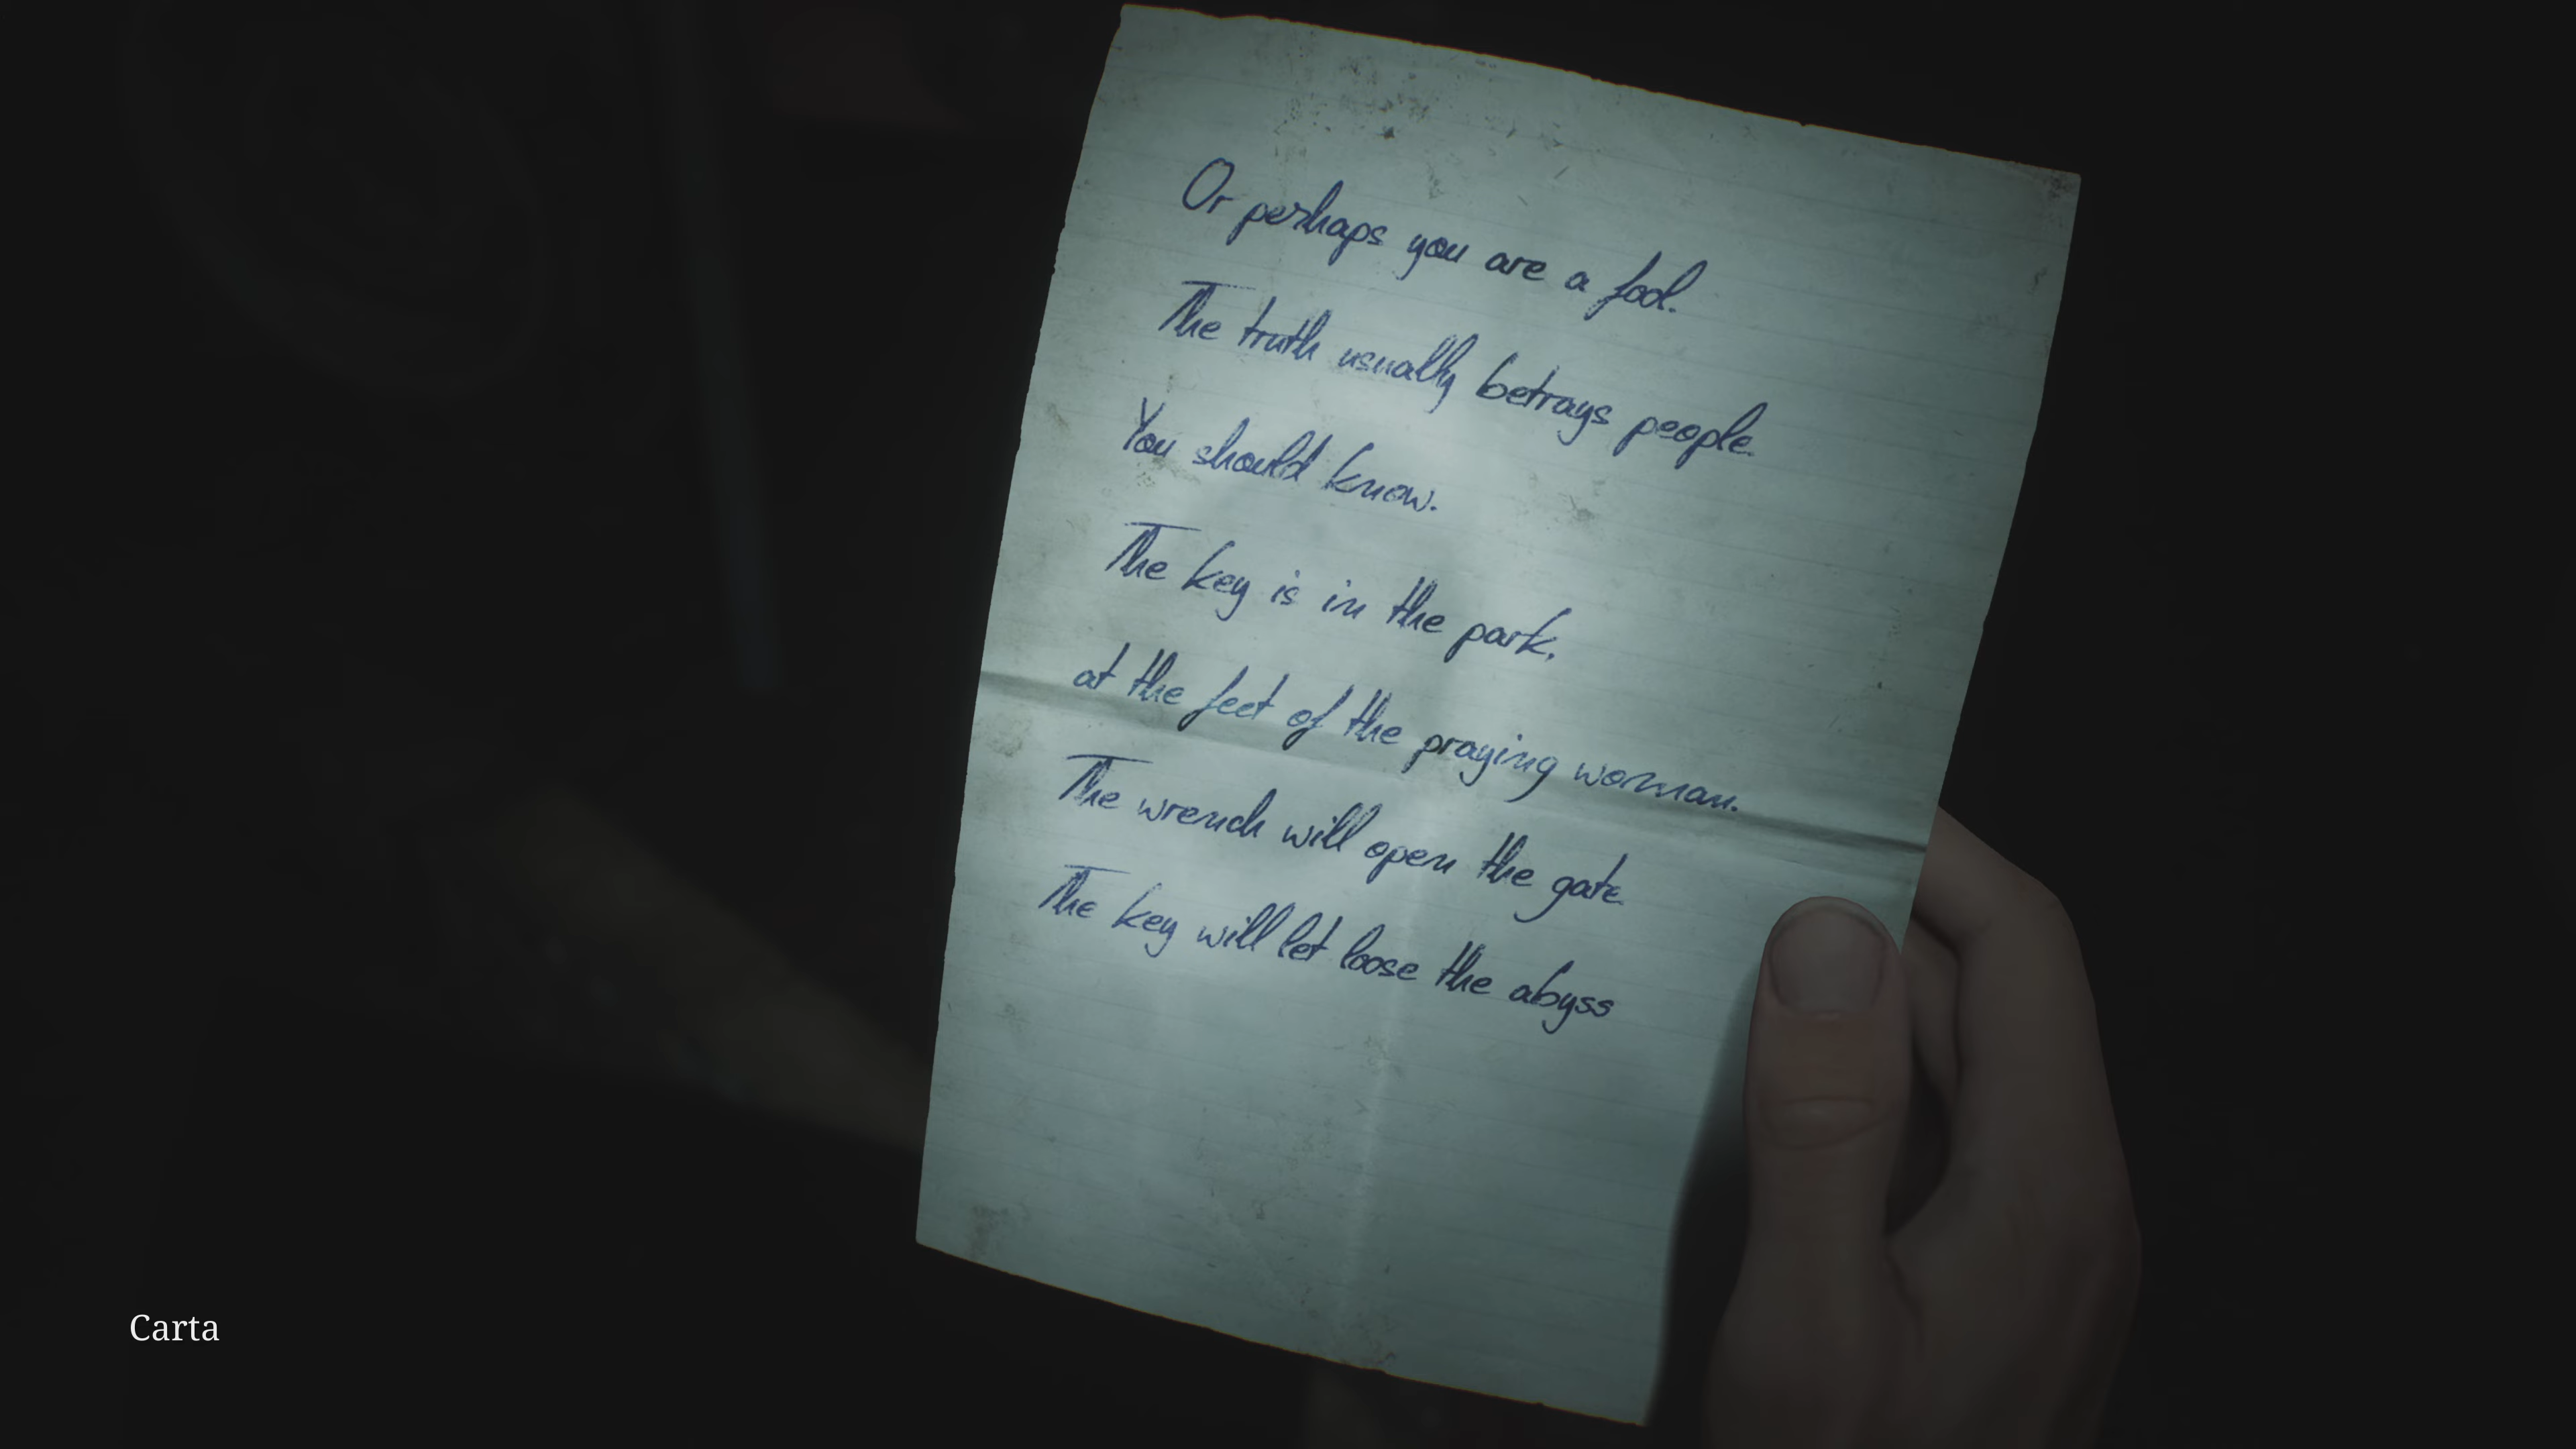 Or perhaps you are a fool.
The truth usually betrays people.
You should know.
The key is in the park,
at the feet of the praying woman.
The wrench will open the gate.
The key will let loose the abyss
Carta